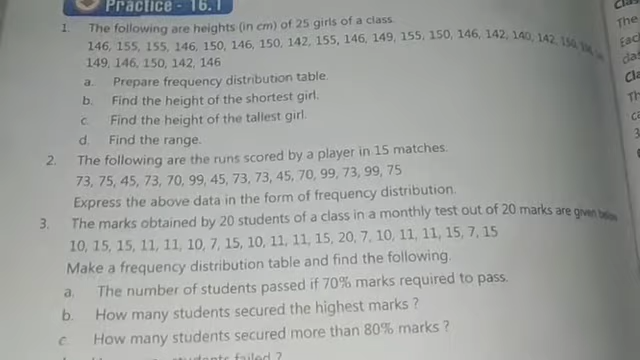 Practice - 16.1
1. The following are heights (in cm) of 25 girls of a class.
146, 155, 155, 146, 150, 146, 150, 142, 155, 146, 149, 155, 150, 146, 142, 140, 142, 150,
149, 146, 150, 142, 146
a. Prepare frequency distribution table.
b. Find the height of the shortest girl.
c. Find the height of the tallest girl.
d. Find the range.
2. The following are the runs scored by a player in 15 matches.
73, 75, 45, 73, 70, 99, 45, 73, 73, 45, 70, 99, 73, 99, 75
Express the above data in the form of frequency distribution.
3. The marks obtained by 20 students of a class in a monthly test out of 20 marks are given below
10, 15, 15, 11, 11, 10, 7, 15, 10, 11, 11, 15, 20, 7, 10, 11, 11, 15, 7, 15
Make a frequency distribution table and find the following.
a. The number of students passed if 70% marks required to pass.
b. How many students secured the highest marks ?
c. How many students secured more than 80% marks ?
students failed ?
The
Each
Cla
Th
3